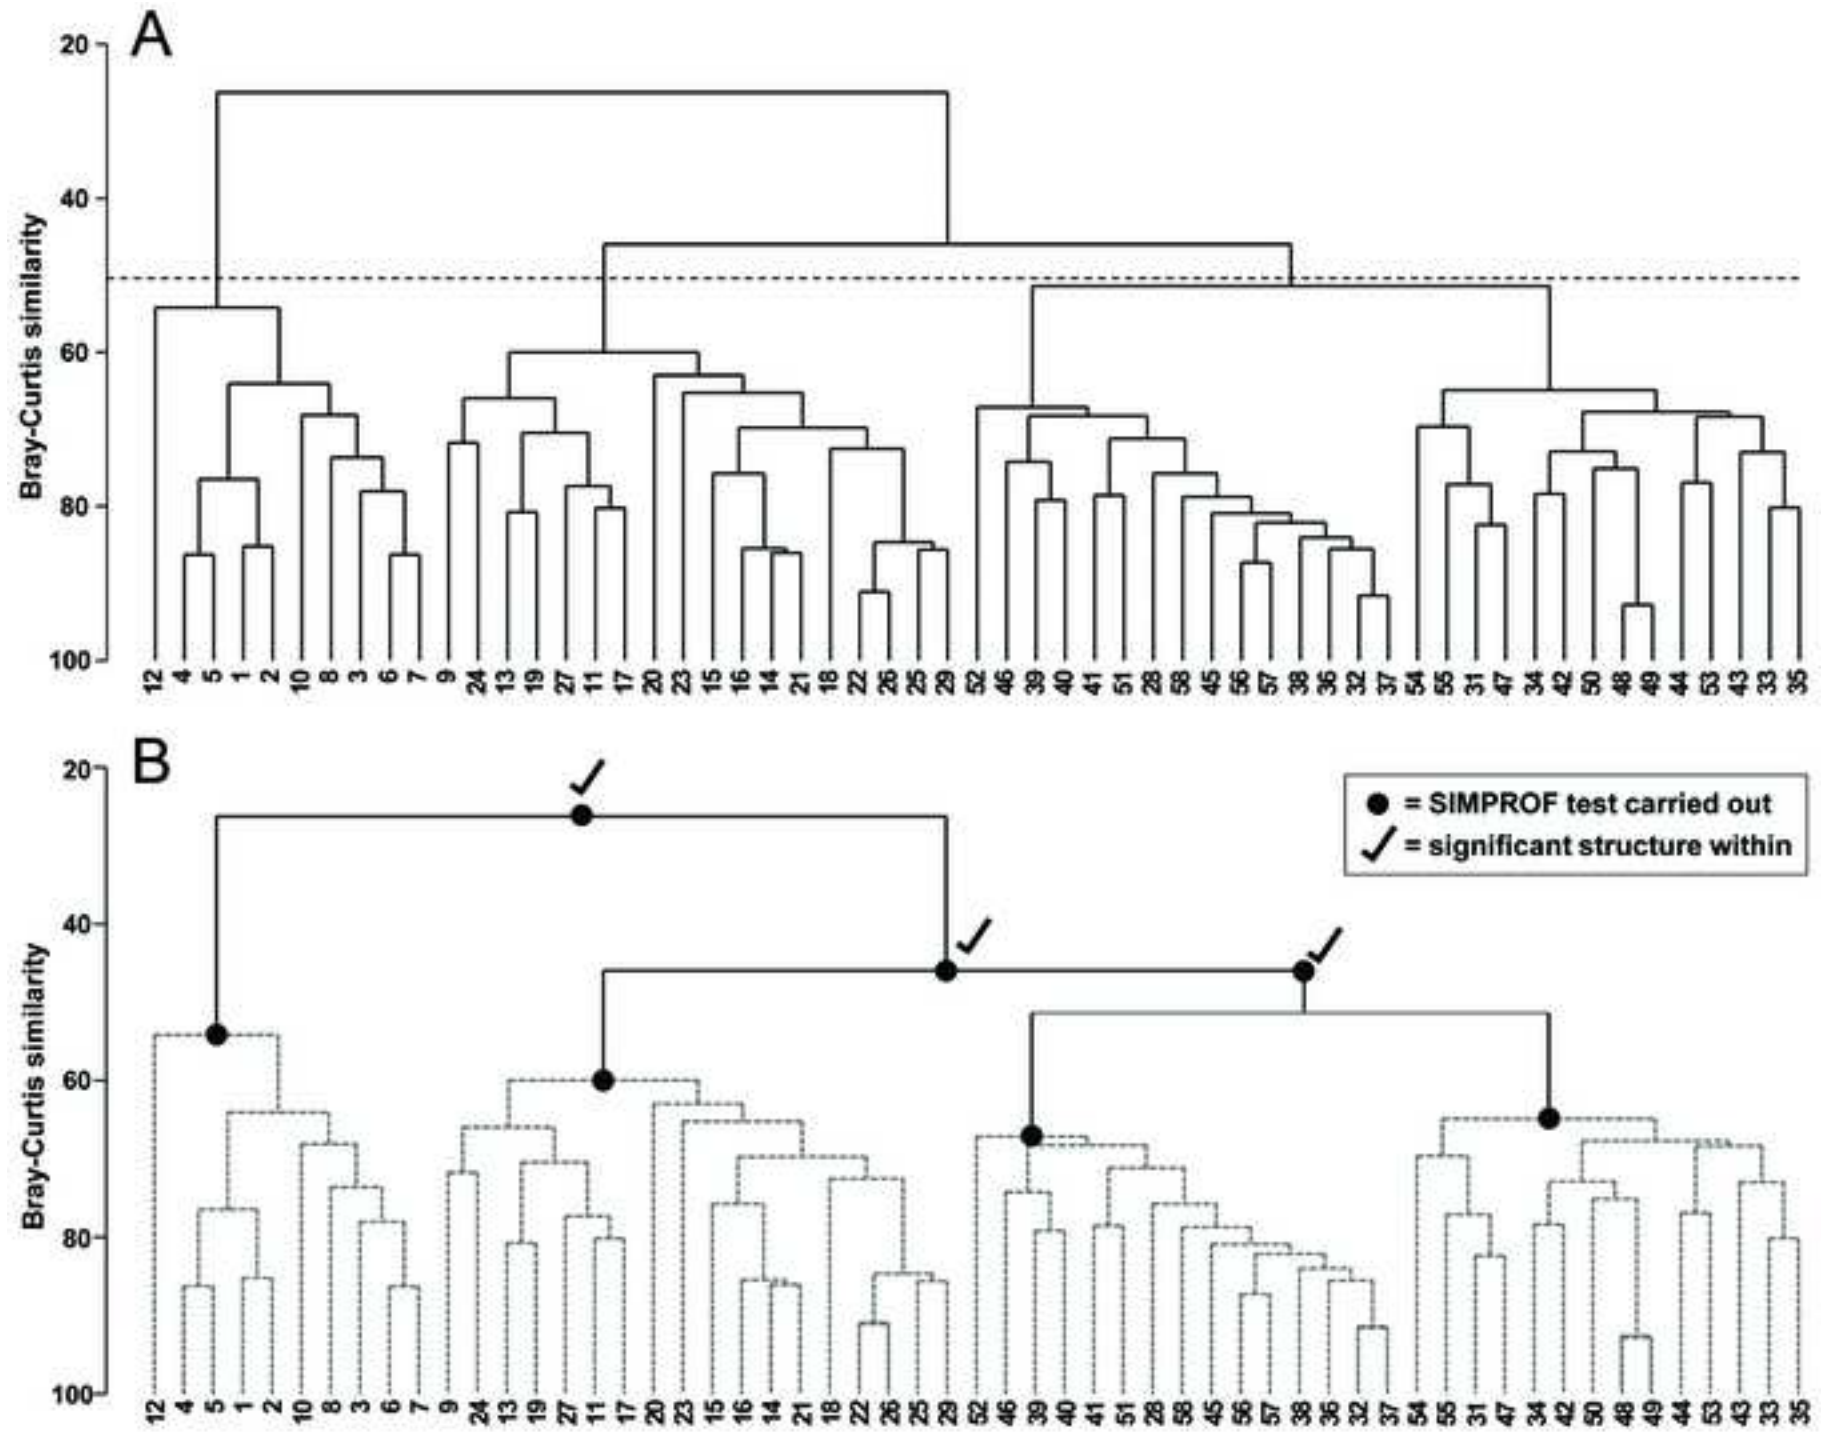 A
20
40
60
80
100
Bray-Curtis similarity
12 4 5 1 2 10 8 3 6 7 9 24 13 19 27 11 17 20 23 15 16 14 21 18 22 26 25 29 52 46 39 40 41 51 28 58 45 56 57 38 36 32 37 54 55 31 47 34 42 50 48 49 44 53 43 33 35
B
= SIMPROF test carried out
= significant structure within
20
40
60
80
100
Bray-Curtis similarity
12 4 5 1 2 10 8 3 6 7 9 24 13 19 27 11 17 20 23 15 16 14 21 18 22 26 25 29 52 46 39 40 41 51 28 58 45 56 57 38 36 32 37 54 55 31 47 34 42 50 48 49 44 53 43 33 35